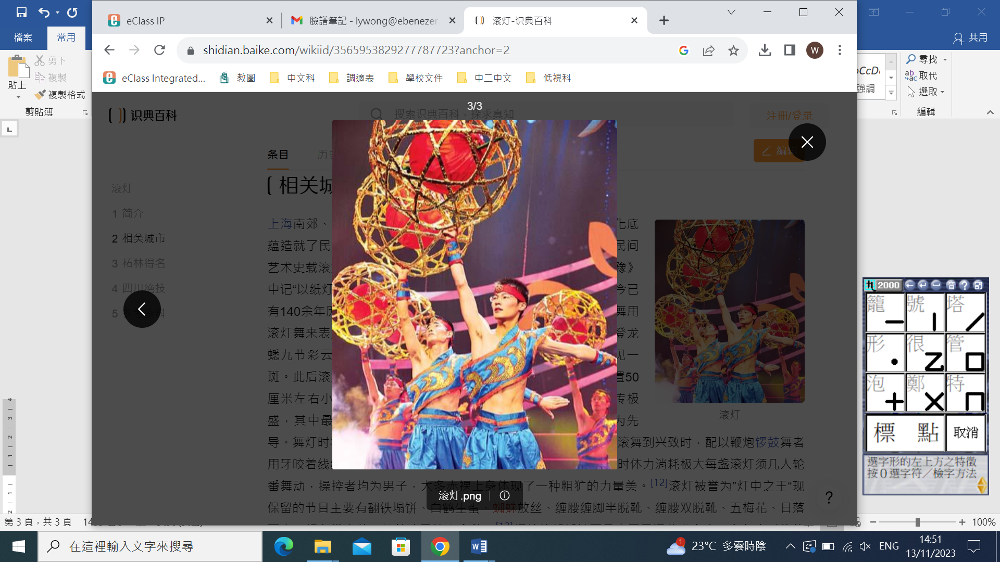 eClass IP
臉譜筆記 - lywong@ebenezer
滚灯-识典百科
檔案
常用
共用
shidian.baike.com/wikiid/3565953829277787723?anchor=2
W
eClass Integrated...
教圖
中文科
調適表
學校文件
中二中文
低視科
剪下
複製
貼上
複製格式
剪貼簿
尋找
取代
選取
強調
編輯
3/3
识典百科
搜索识典百科，探求真知
注册/登录
条目
编辑
滚灯
相关城
1 简介
2 相关城市
3 柘林得名
4 四川绝技
5
上海南郊、
化底
蕴造就了民
民间
艺术史载滚
豫》
中记“以纸灯
今已
有140余年历
舞用
滚灯舞来表
登龙
蟋九节彩云
见一
斑。此后滚
置50
厘米左右小
传极
盛，其中最
为先
滚灯
导。舞灯时
滚舞到兴致时，配以鞭炮锣鼓舞者
用牙咬着线
时体力消耗极大每盏滚灯须几人轮
番舞动，操控者均为男子，大多赤裸上身体现了一种粗犷的力量美。[12]滚灯被誉为”灯中之王“现
保留的节目主要有翻铁塌饼、白鹤生蛋、蜘蛛放丝、缠腰缠脚半脱靴、缠腰双脱靴、五梅花、日落
滚灯.png
九 2000
音 ?
籠 號 塔
形 很 管
泡 鄭 特
標 點 取消
選字形的左上方之特徵
按０選字符／檢字方法
第 3 頁，共 3 頁
100%
在這裡輸入文字來搜尋
1
23°C 多雲時陰
ENG
14:51
13/11/2023